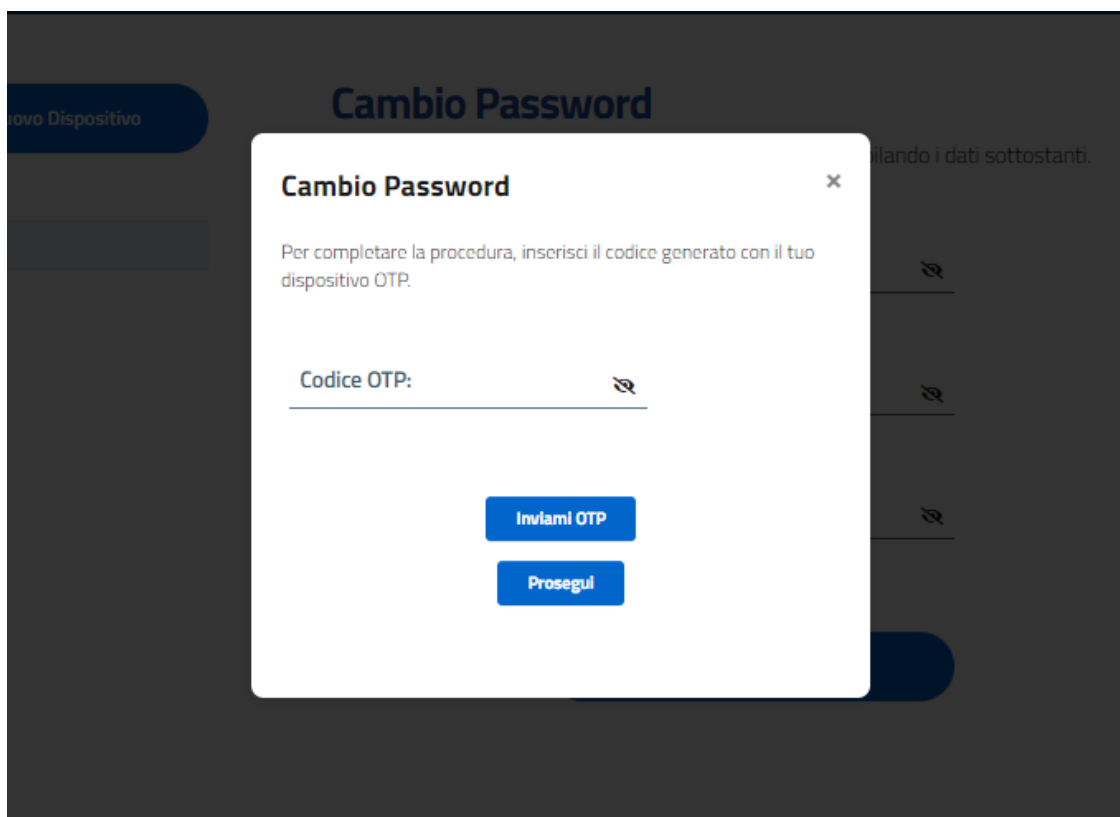 uovo Dispositivo
Cambio Password
ilando i dati sottostanti.
Cambio Password
×
Per completare la procedura, inserisci il codice generato con il tuo
dispositivo OTP.
Codice OTP:
Inviami OTP
Prosegui